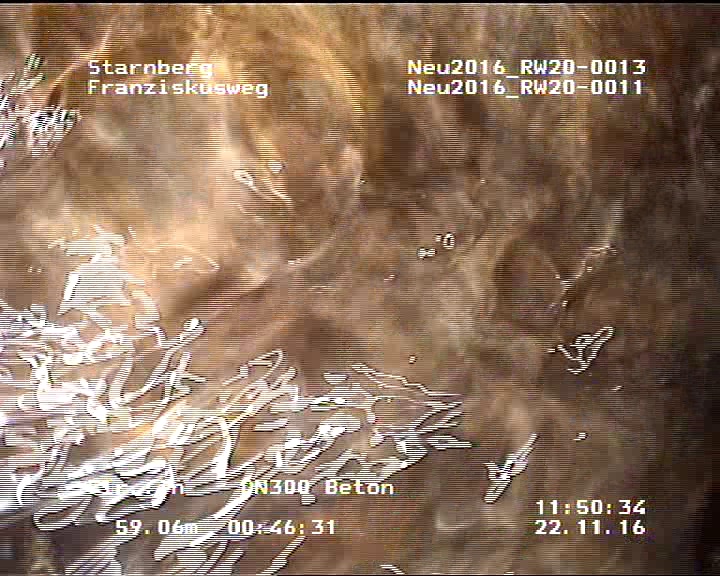 Starnberg Neu2016_RW20-0013
Franziskusweg Neu2016_RW20-0011
DN300 Beton
11:50:34
59.06m 00:46:31 22.11.16